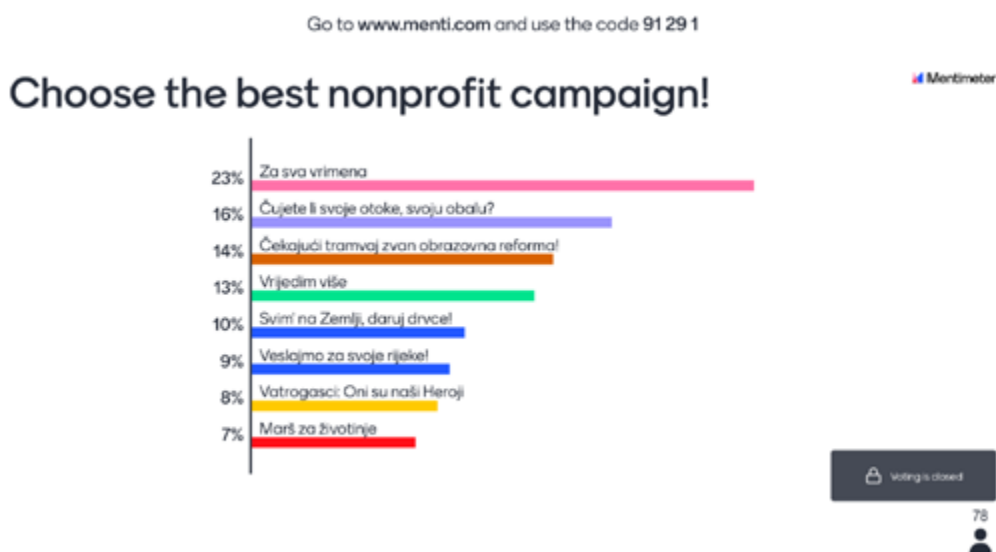 Go to www.menti.com and use the code 91 29 1
Choose the best nonprofit campaign!
Mentimeter
23% Za sva vrimena
16% Čujete li svoje otoke, svoju obalu?
14% Čekajući tramvaj zvan obrazovna reforma!
13% Vrijedim više
10% Svim' na Zemlji, daruj drvce!
9% Veslajmo za svoje rijeke!
8% Vatrogasci: Oni su naši Heroji
7% Marš za životinje
Voting is closed
78